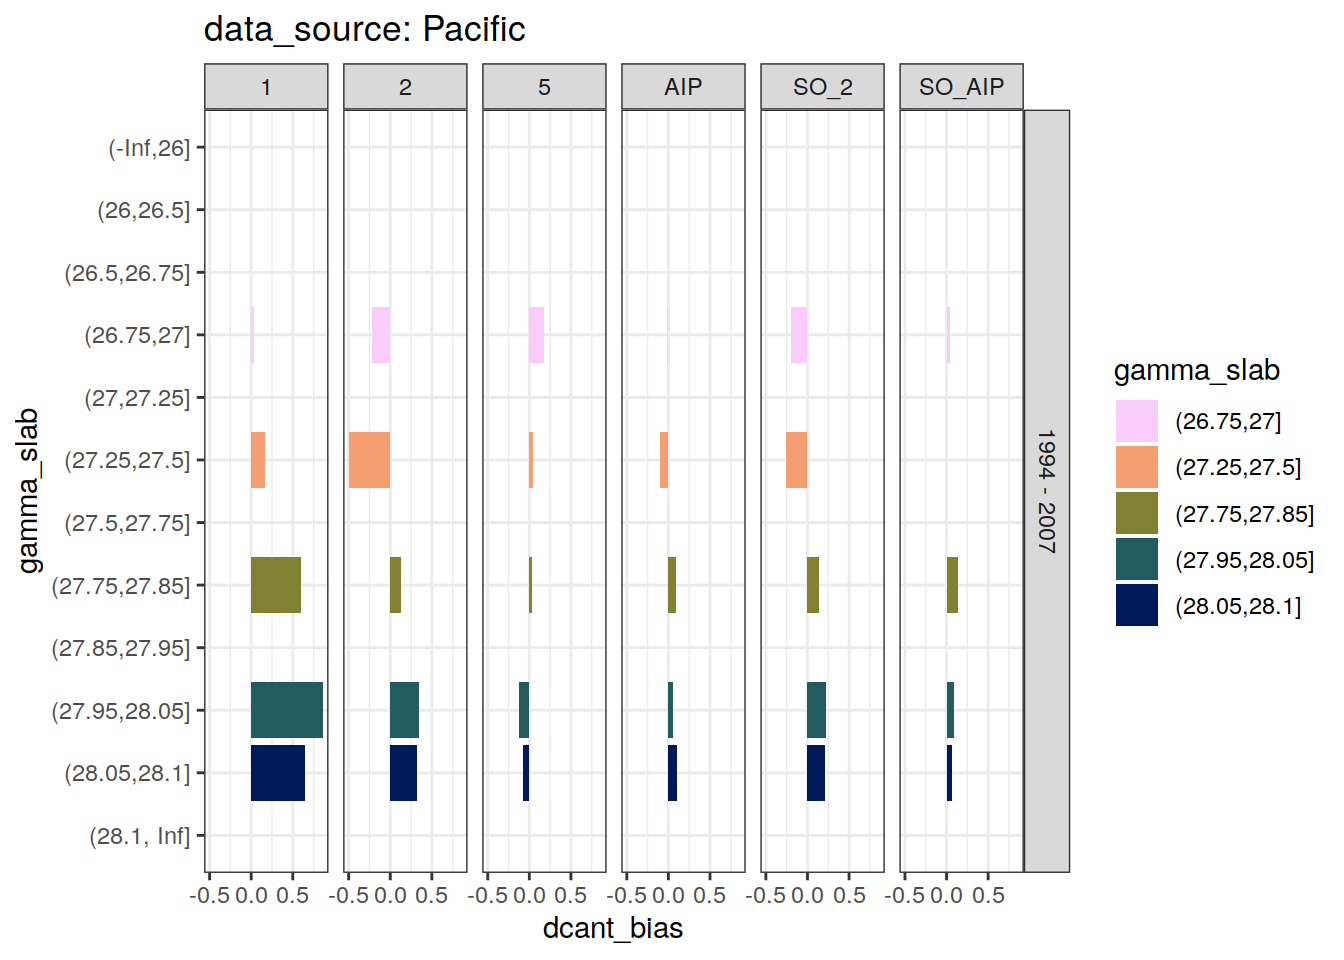 data_source: Pacific
1 2 5 AIP SO_2 SO_AIP
(-Inf,26]
(26,26.5]
(26.5,26.75]
(26.75,27]
(27,27.25]
(27.25,27.5]
(27.5,27.75]
(27.75,27.85]
(27.85,27.95]
(27.95,28.05]
(28.05,28.1]
(28.1, Inf]
gamma_slab
-0.5 0.0 0.5 -0.5 0.0 0.5 -0.5 0.0 0.5 -0.5 0.0 0.5 -0.5 0.0 0.5 -0.5 0.0 0.5
dcant_bias
1994 - 2007
gamma_slab
(26.75,27]
(27.25,27.5]
(27.75,27.85]
(27.95,28.05]
(28.05,28.1]